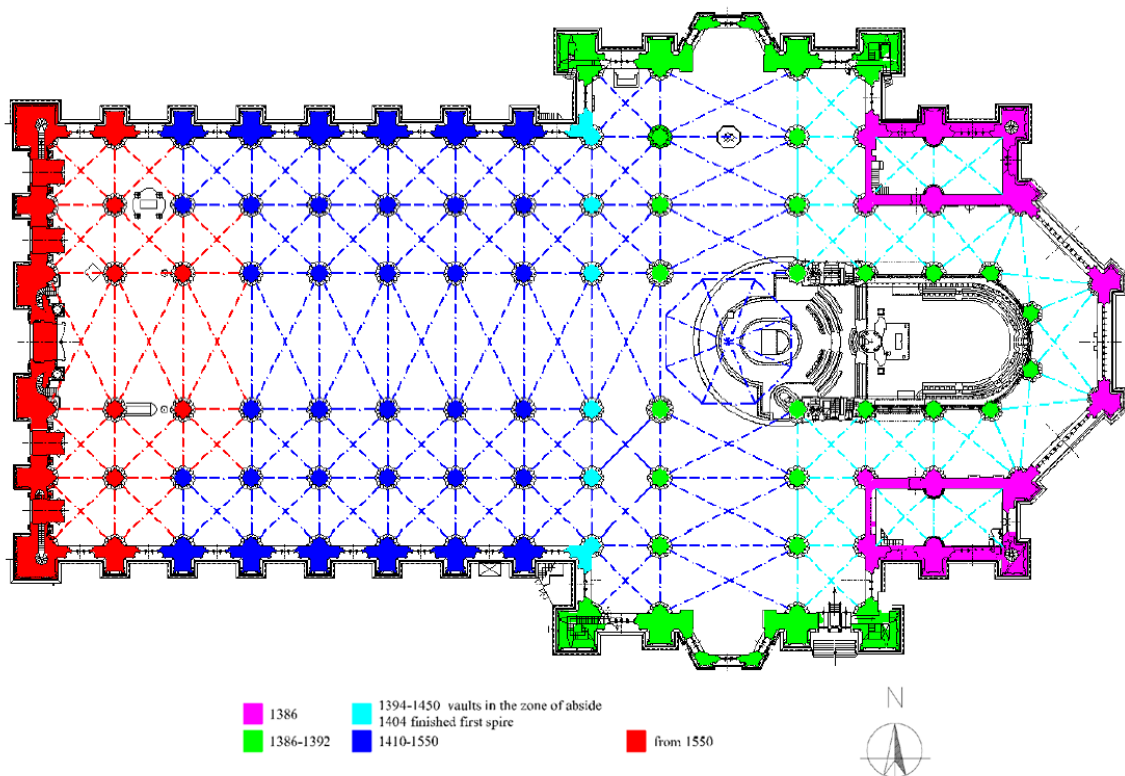 N
1386
1394-1450 vaults in the zone of abside
1404 finished first spire
1386-1392
1410-1550
from 1550